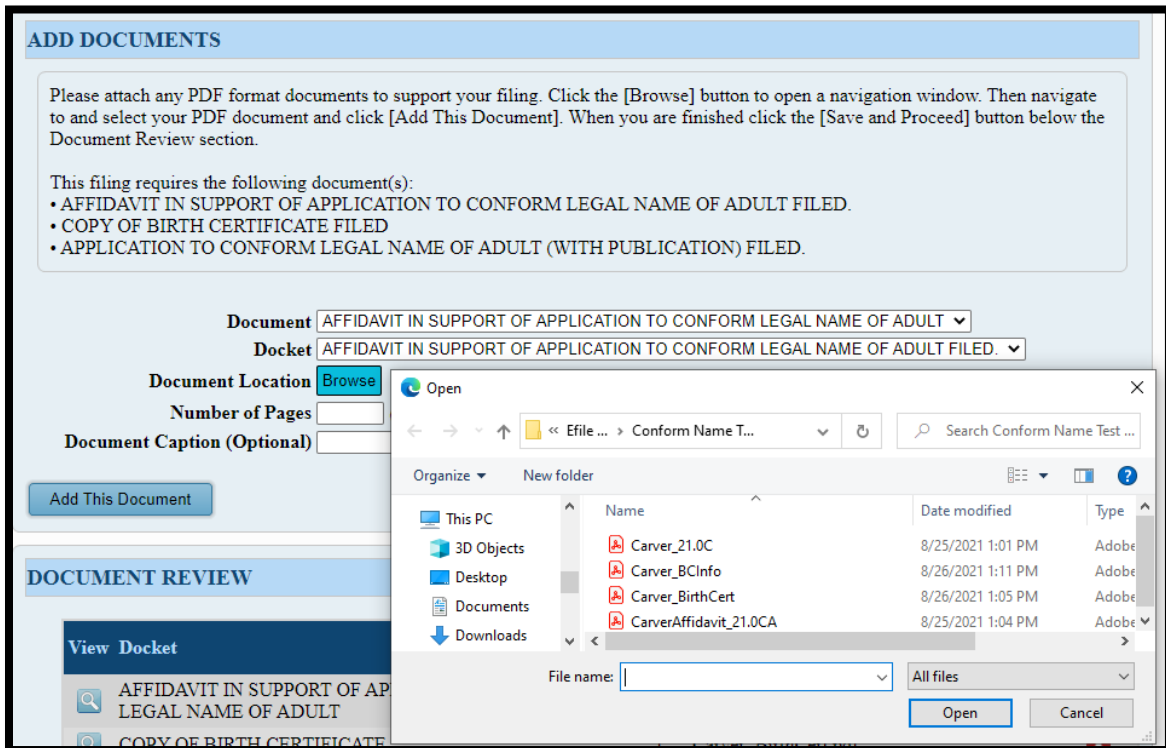 ADD DOCUMENTS
Please attach any PDF format documents to support your filing. Click the [Browse] button to open a navigation window. Then navigate
to and select your PDF document and click [Add This Document]. When you are finished click the [Save and Proceed] button below the
Document Review section.
This filing requires the following document(s):
• AFFIDAVIT IN SUPPORT OF APPLICATION TO CONFORM LEGAL NAME OF ADULT FILED.
• COPY OF BIRTH CERTIFICATE FILED
• APPLICATION TO CONFORM LEGAL NAME OF ADULT (WITH PUBLICATION) FILED.
Document AFFIDAVIT IN SUPPORT OF APPLICATION TO CONFORM LEGAL NAME OF ADULT
Docket AFFIDAVIT IN SUPPORT OF APPLICATION TO CONFORM LEGAL NAME OF ADULT FILED.
Document Location Browse
Number of Pages
Document Caption (Optional)
Add This Document
DOCUMENT REVIEW
View Docket
AFFIDAVIT IN SUPPORT OF AP
LEGAL NAME OF ADULT
COPY OF BIRTH CERTIFICATE
Open
« Efile ... › Conform Name T...
Search Conform Name Test ...
Organize New folder
This PC
3D Objects
Desktop
Documents
Downloads
Name Date modified Type
Carver_21.0C 8/25/2021 1:01 PM Adobe
Carver_BCInfo 8/26/2021 1:11 PM Adobe
Carver_BirthCert 8/26/2021 1:05 PM Adobe
CarverAffidavit_21.0CA 8/25/2021 1:04 PM Adobe
File name: All files
Open Cancel